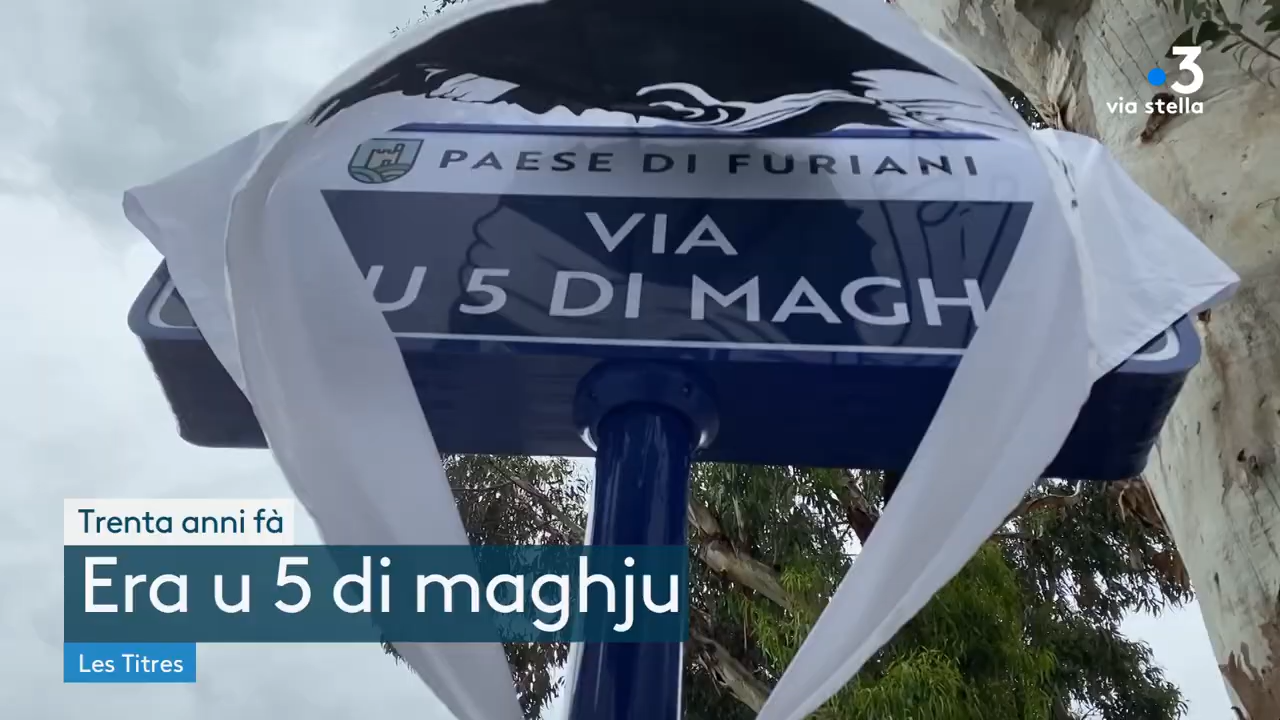 3
via stella
PAESE DI FURIANI
VIA
U 5 DI MAGH
Trenta anni fà
Era u 5 di maghju
Les Titres